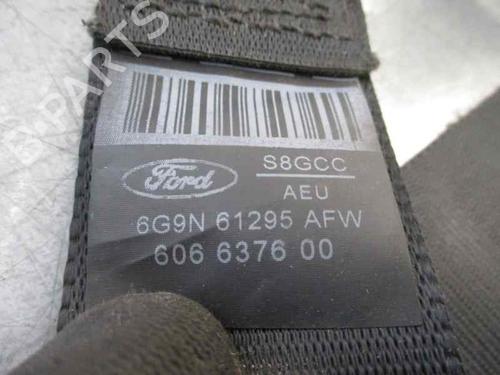 Ford
S8GCC
AEU
6G9N 61295 AFW
606 6376 00
B PARTS